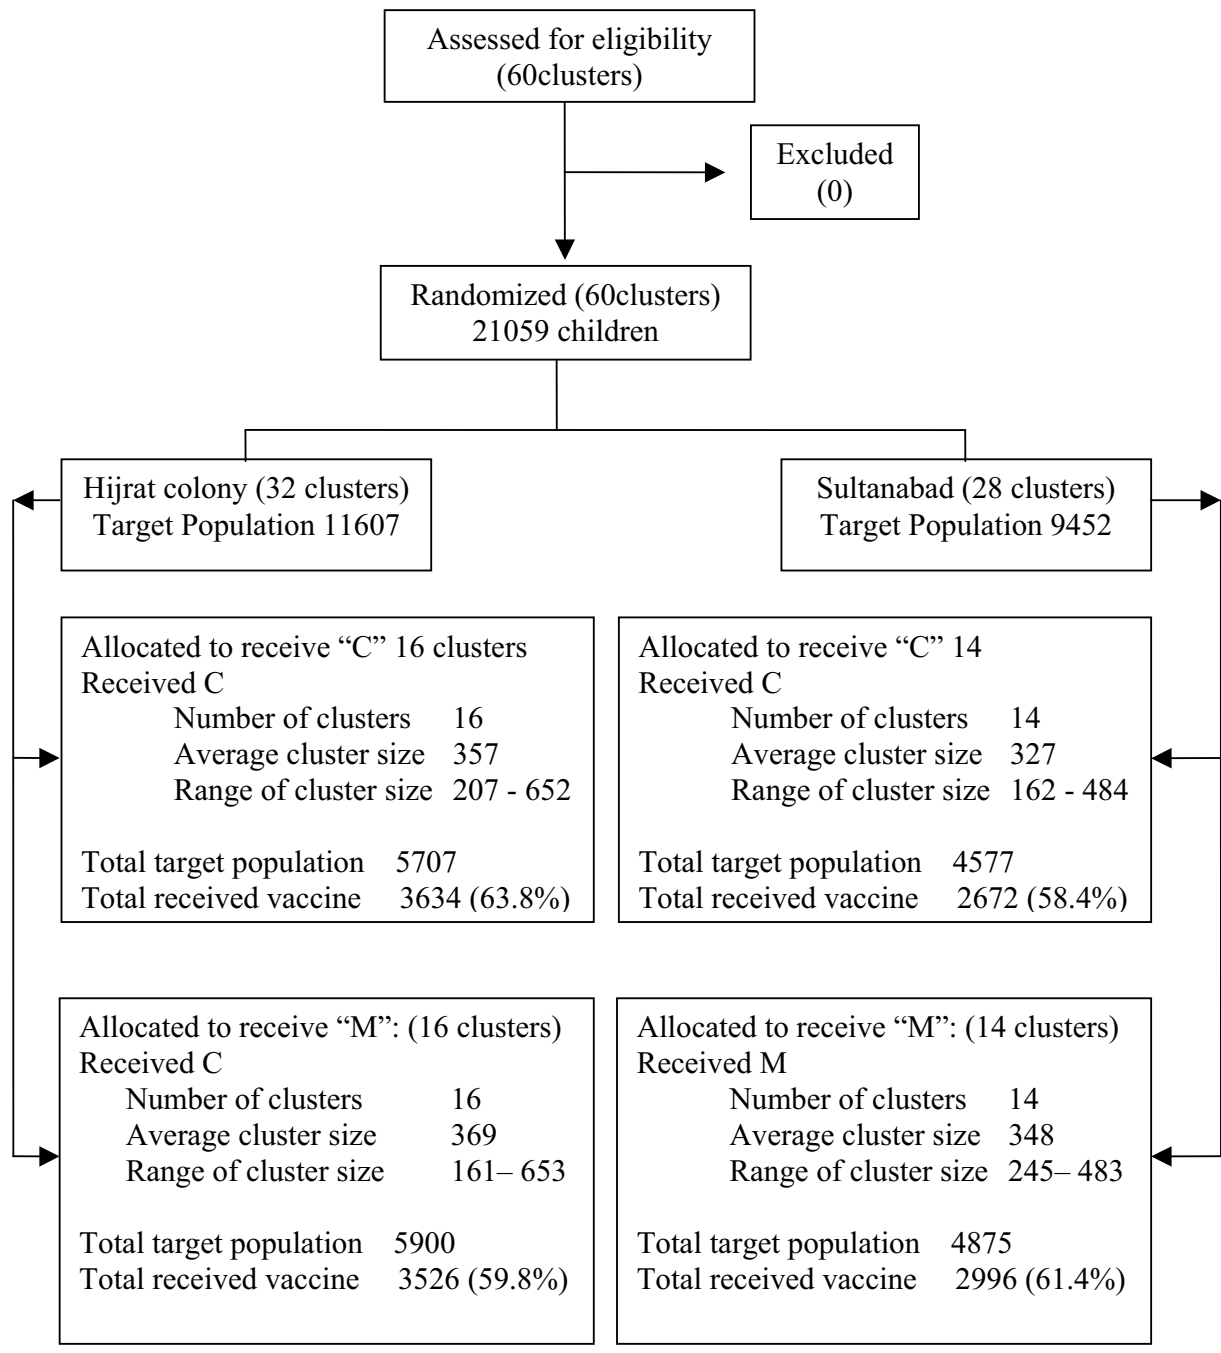 Assessed for eligibility
(60clusters)
Excluded
(0)
Randomized (60clusters)
21059 children
Hijrat colony (32 clusters)
Target Population 11607
Sultanabad (28 clusters)
Target Population 9452
Allocated to receive “C” 16 clusters
Received C
Number of clusters 16
Average cluster size 357
Range of cluster size 207 - 652
Total target population 5707
Total received vaccine 3634 (63.8%)
Allocated to receive “C” 14
Received C
Number of clusters 14
Average cluster size 327
Range of cluster size 162 - 484
Total target population 4577
Total received vaccine 2672 (58.4%)
Allocated to receive “M”: (16 clusters)
Received C
Number of clusters 16
Average cluster size 369
Range of cluster size 161– 653
Total target population 5900
Total received vaccine 3526 (59.8%)
Allocated to receive “M”: (14 clusters)
Received M
Number of clusters 14
Average cluster size 348
Range of cluster size 245– 483
Total target population 4875
Total received vaccine 2996 (61.4%)